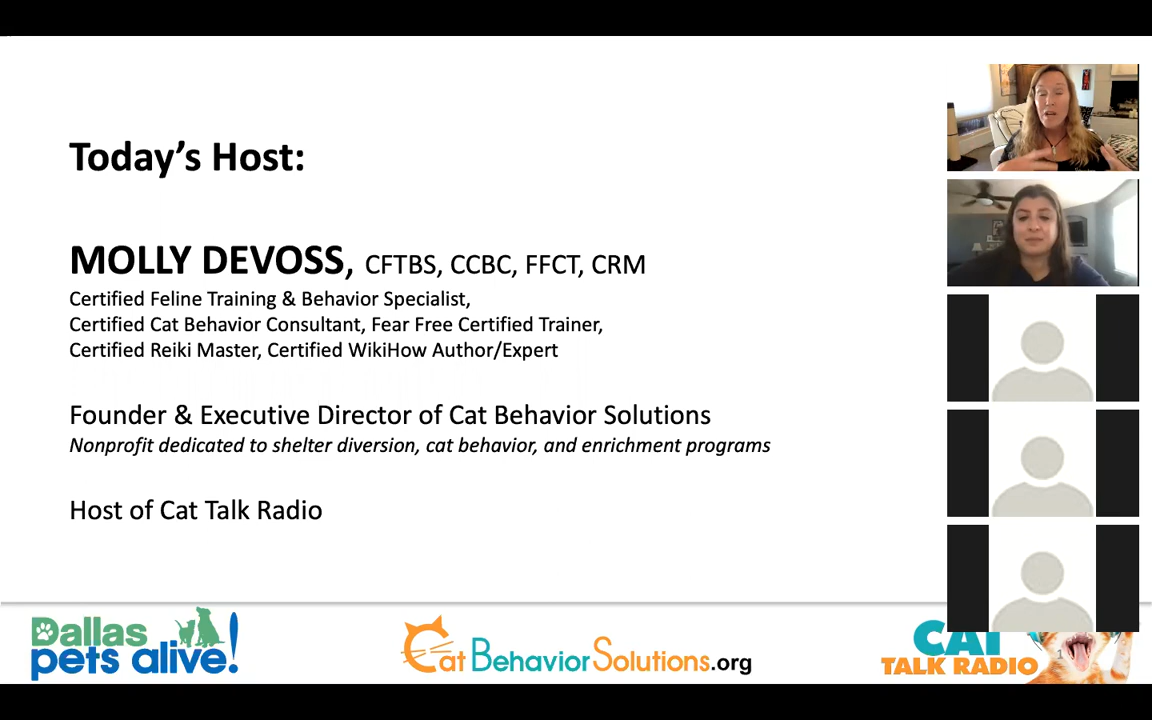 Today’s Host:
MOLLY DEVOSS, CFTBS, CCBC, FFCT, CRM
Certified Feline Training & Behavior Specialist,
Certified Cat Behavior Consultant, Fear Free Certified Trainer,
Certified Reiki Master, Certified WikiHow Author/Expert
Founder & Executive Director of Cat Behavior Solutions
Nonprofit dedicated to shelter diversion, cat behavior, and enrichment programs
Host of Cat Talk Radio
Dallas
pets alive!
Cat BehaviorSolutions.org
CAT
TALK RADIO
1